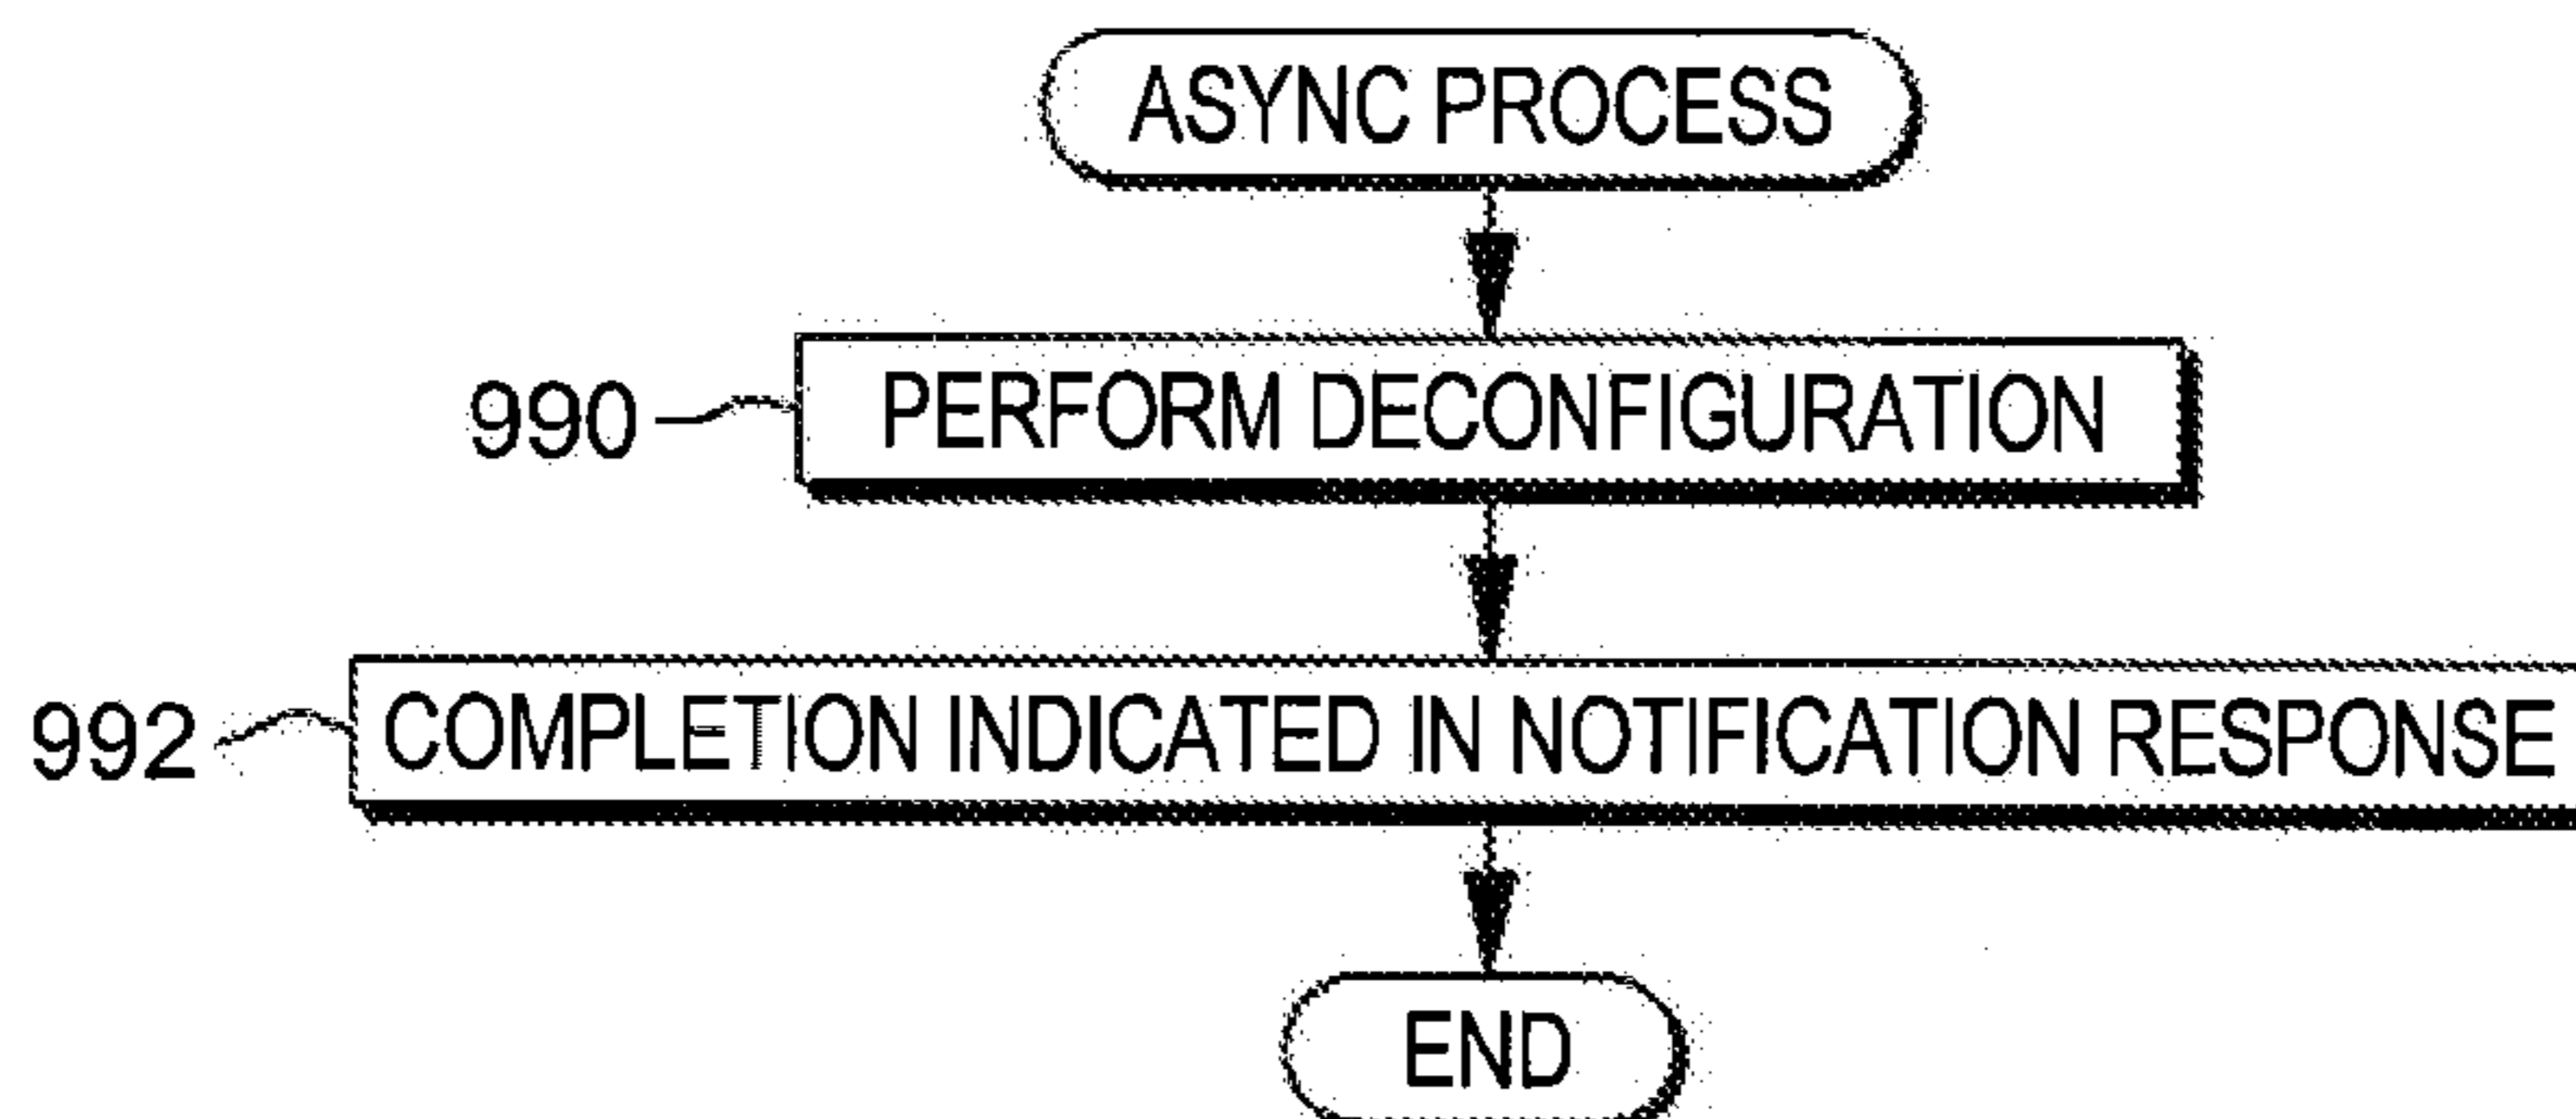 ASYNC PROCESS
990 PERFORM DECONFIGURATION
992 COMPLETION INDICATED IN NOTIFICATION RESPONSE
END